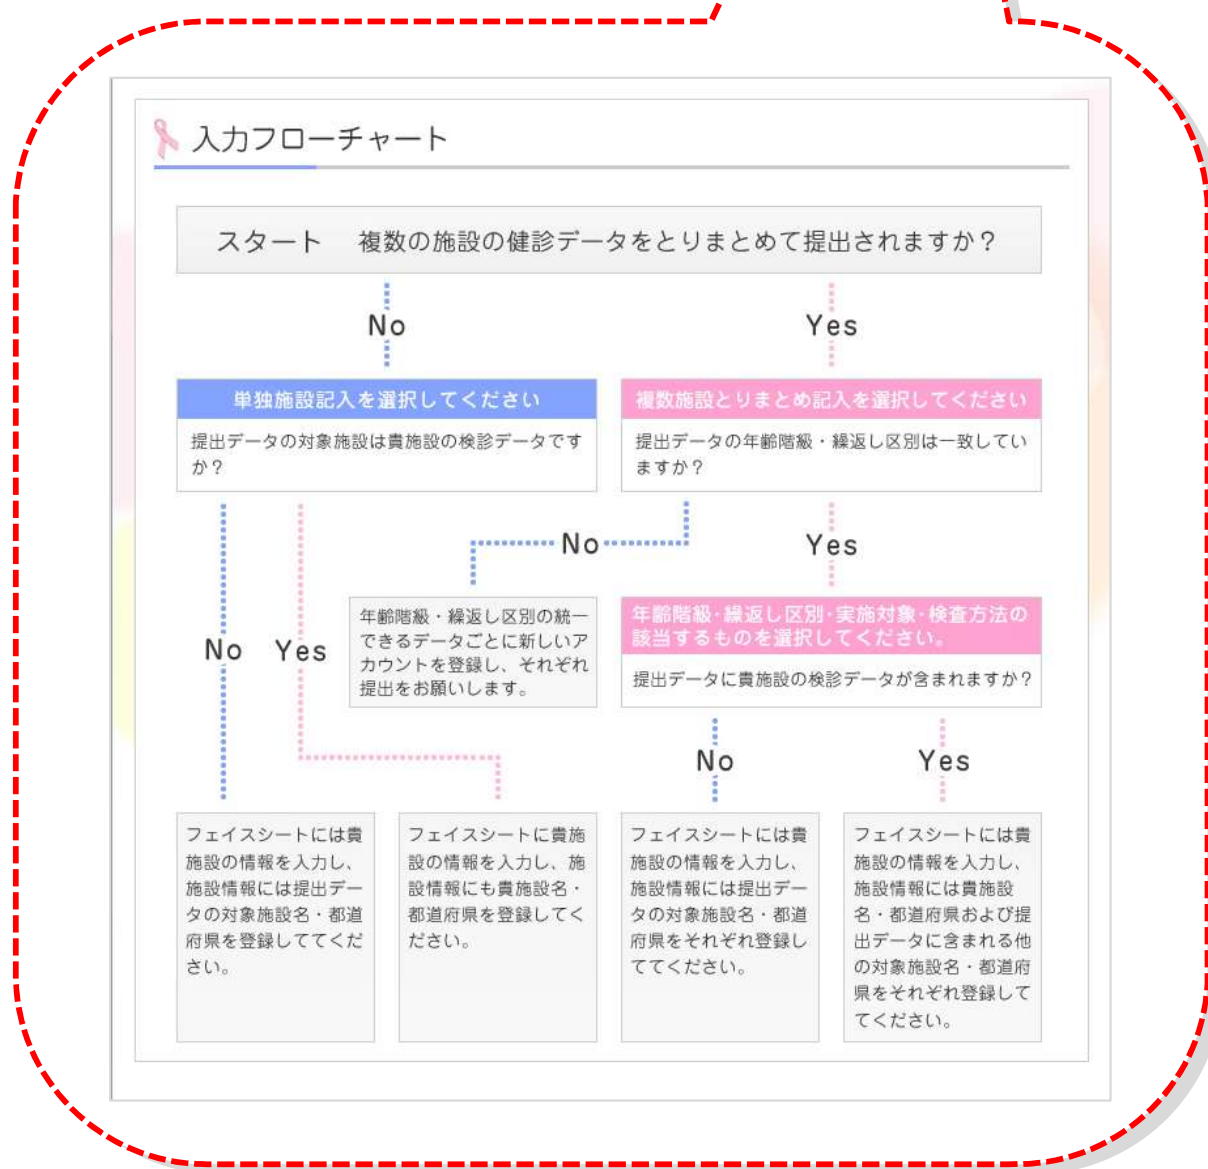 入力フローチャート
スタート 複数の施設の健診データをとりまとめて提出されますか？
No
Yes
単独施設記入を選択してください
提出データの対象施設は貴施設の検診データです
か？
複数施設とりまとめ記入を選択してください
提出データの年齢階級・繰返し区別は一致してい
ますか？
No
Yes
No
Yes
年齢階級・繰返し区別の統一
できるデータごとに新しいア
カウントを登録し、それぞれ
提出をお願いします。
年齢階級・繰返し区別・実施対象・検査方法の
該当するものを選択してください。
提出データに貴施設の検診データが含まれますか？
No
Yes
フェイスシートには貴
施設の情報を入力し、
施設情報には提出デー
タの対象施設名・都道
府県を登録しててくだ
さい。
フェイスシートに貴施
設の情報を入力し、施
設情報にも貴施設名・
都道府県を登録してく
ださい。
フェイスシートには貴
施設の情報を入力し、
施設情報には提出デー
タの対象施設名・都道
府県をそれぞれ登録し
ててください。
フェイスシートには貴
施設の情報を入力し、
施設情報には貴施設
名・都道府県および提
出データに含まれる他
の対象施設名・都道府
県をそれぞれ登録して
てください。